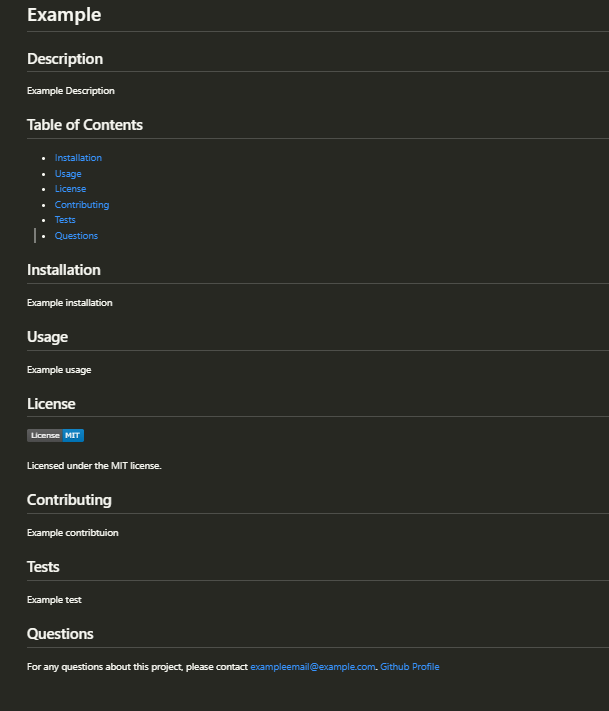 Example
Description
Example Description
Table of Contents
Installation
Usage
License
Contributing
Tests
Questions
Installation
Example installation
Usage
Example usage
License
License MIT
Licensed under the MIT license.
Contributing
Example contribtuion
Tests
Example test
Questions
For any questions about this project, please contact exampleemail@example.com. Github Profile